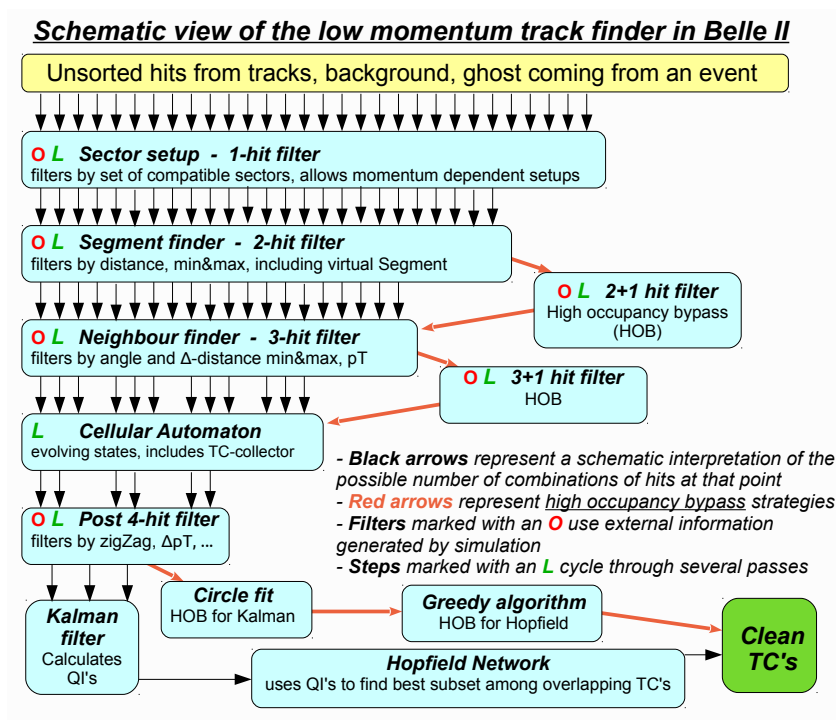 Schematic view of the low momentum track finder in Belle II
Unsorted hits from tracks, background, ghost coming from an event
O L Sector setup - 1-hit filter
filters by set of compatible sectors, allows momentum dependent setups
O L Segment finder - 2-hit filter
filters by distance, min&max, including virtual Segment
O L 2+1 hit filter
High occupancy bypass
(HOB)
O L Neighbour finder - 3-hit filter
filters by angle and Δ-distance min&max, pT
O L 3+1 hit filter
HOB
L Cellular Automaton
evolving states, includes TC-collector
- Black arrows represent a schematic interpretation of the
possible number of combinations of hits at that point
- Red arrows represent high occupancy bypass strategies
- Filters marked with an O use external information
generated by simulation
- Steps marked with an L cycle through several passes
O L Post 4-hit filter
filters by zigZag, ΔpT, ...
Circle fit
HOB for Kalman
Greedy algorithm
HOB for Hopfield
Kalman
filter
Calculates
QI's
Hopfield Network
uses QI's to find best subset among overlapping TC's
Clean
TC's